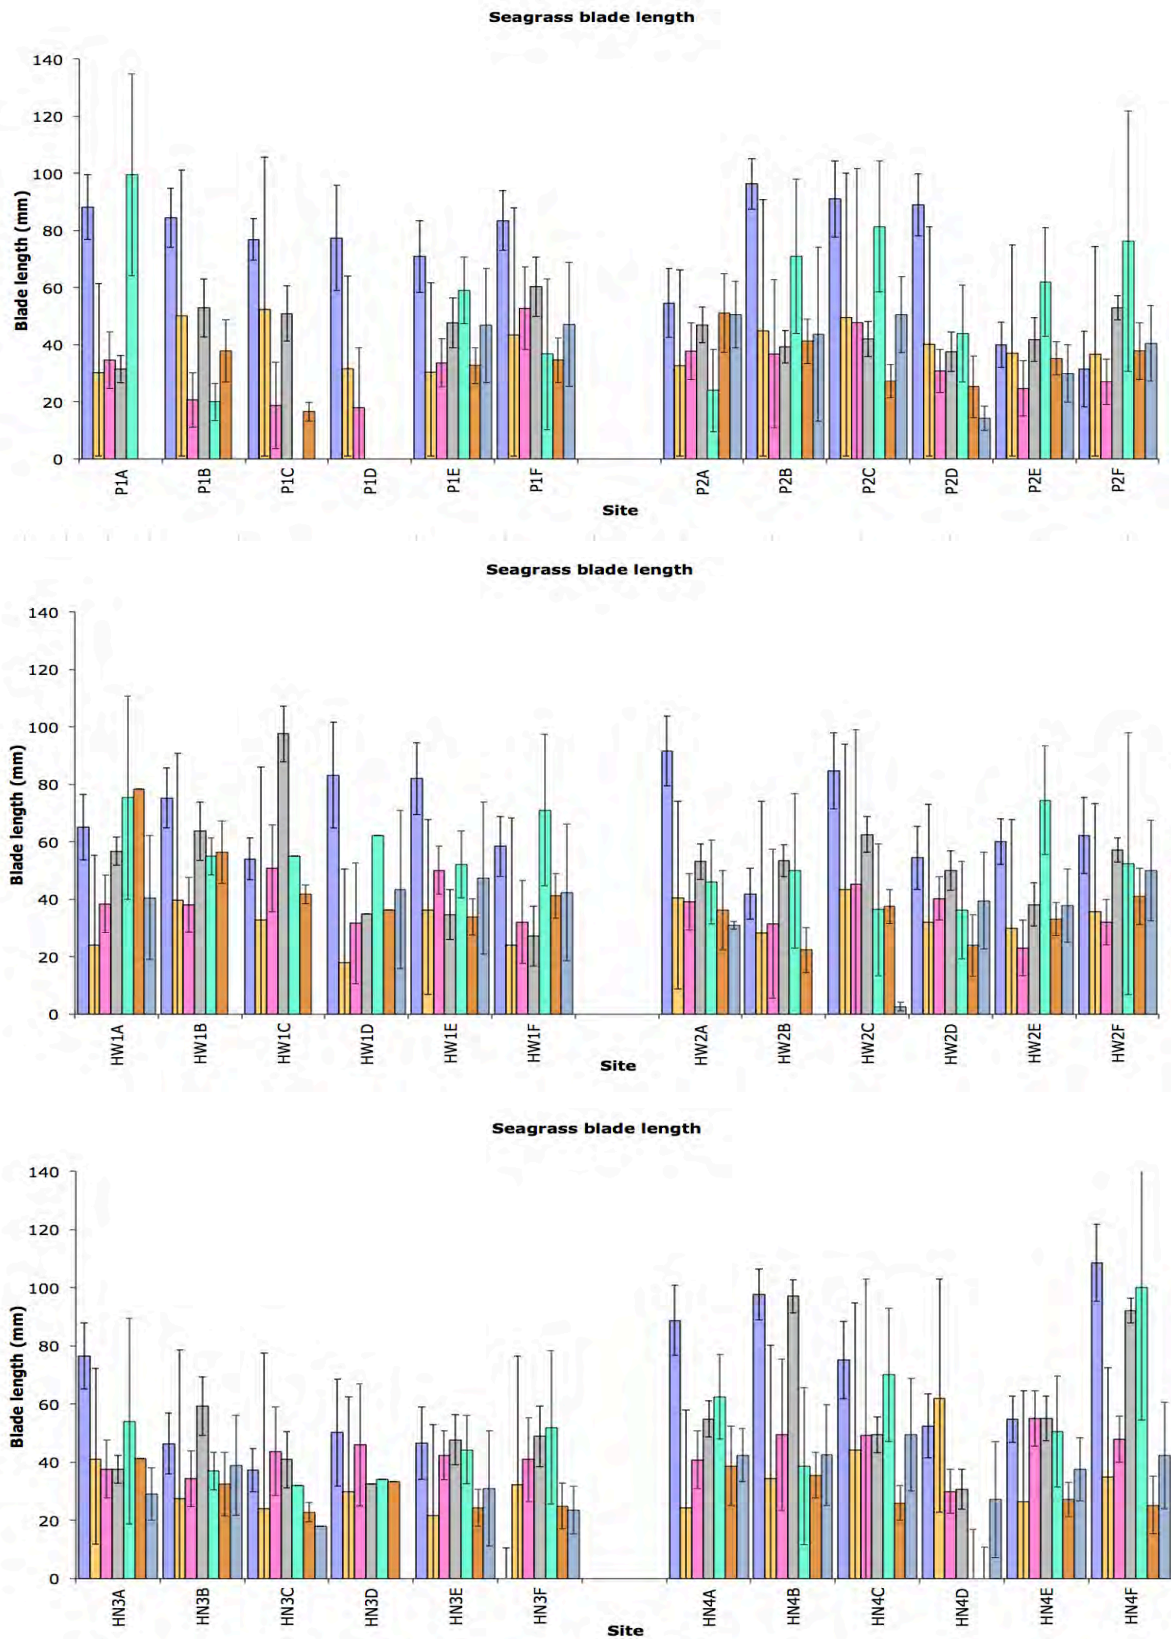 Seagrass blade length
140
120
100
80
60
40
20
0
Blade length (mm)
P1A P1B P1C P1D P1E P1F P2A P2B P2C P2D P2E P2F
Site
Seagrass blade length
140
120
100
80
60
40
20
0
Blade length (mm)
HW1A HW1B HW1C HW1D HW1E HW1F HW2A HW2B HW2C HW2D HW2E HW2F
Site
Seagrass blade length
140
120
100
80
60
40
20
0
Blade length (mm)
HN3A HN3B HN3C HN3D HN3E HN3F HN4A HN4B HN4C HN4D HN4E HN4F
Site